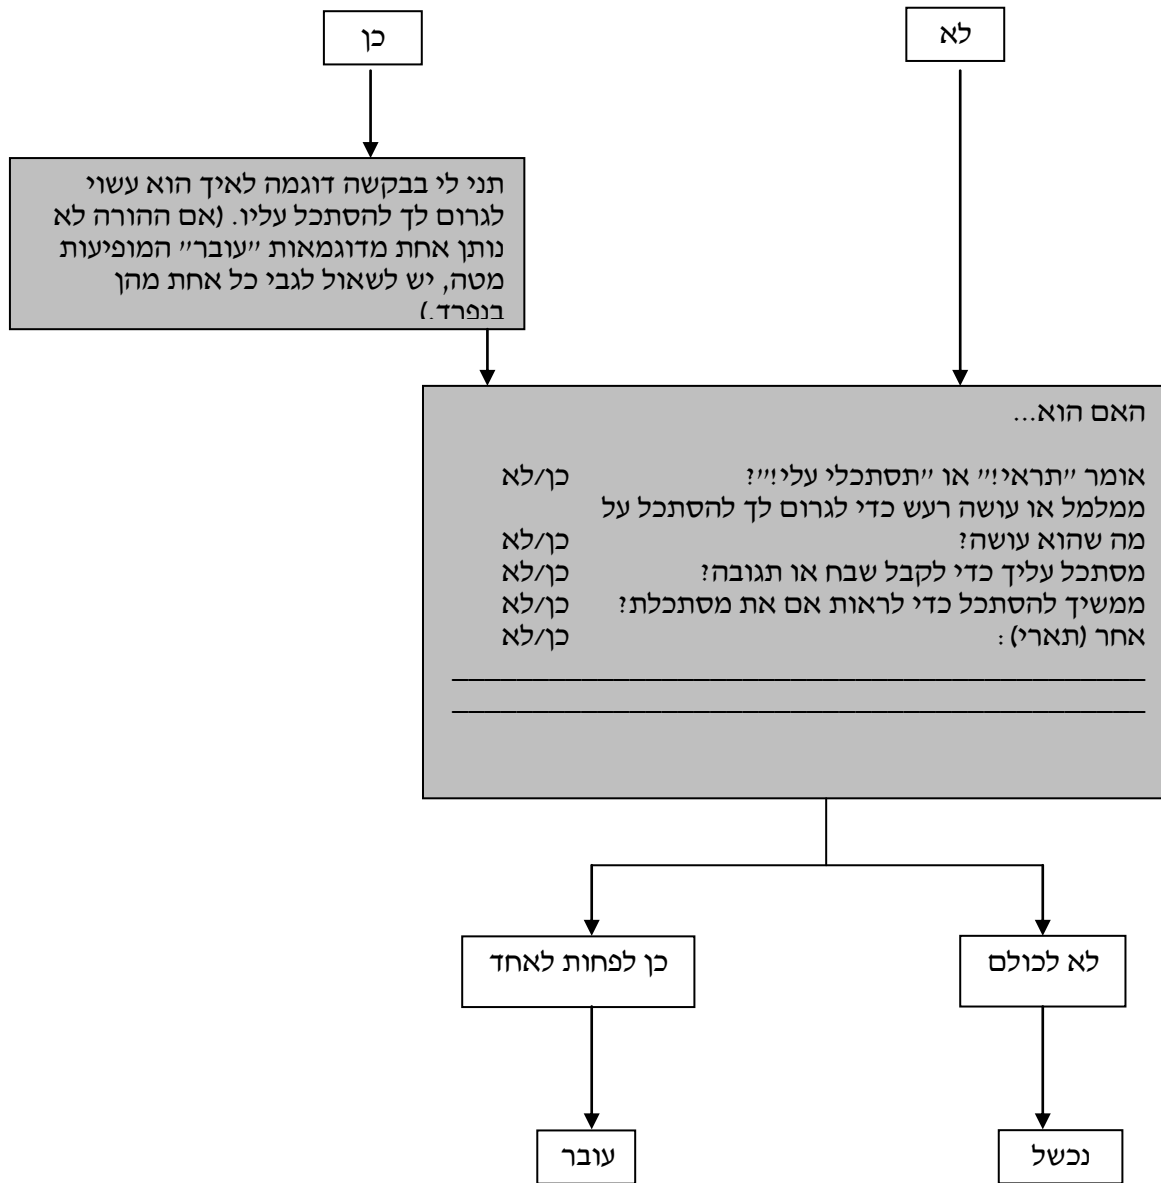 לא
כן
תני לי בבקשה דוגמה לאיך הוא עשוי
לגרום לך להסתכל עליו. (אם ההורה לא
נותן אחת מדוגמאות ״עובר״ המופיעות
מטה, יש לשאול לגבי כל אחת מהן
בנפרד.)
האם הוא...
אומר ״תראי!״ או ״תסתכלי עלי!״? כן/לא
ממלמל או עושה רעש כדי לגרום לך להסתכל על
מה שהוא עושה? כן/לא
מסתכל עליך כדי לקבל שבח או תגובה? כן/לא
ממשיך להסתכל כדי לראות אם את מסתכלת? כן/לא
אחר (תארי): כן/לא
לא לכולם
כן לפחות לאחד
נכשל
עובר